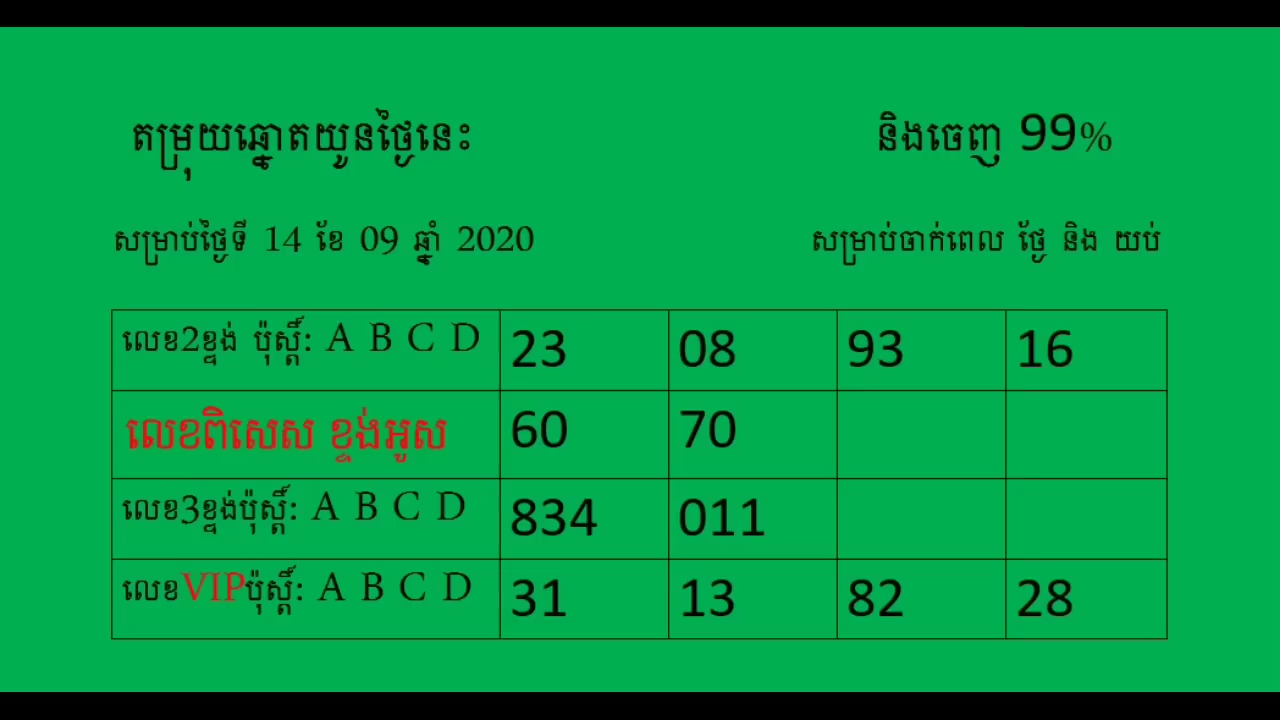 តម្រុយឆ្នោតយួនថ្ងៃនេះ និងចេញ 99%
សម្រាប់ថ្ងៃទី 14 ខែ 09 ឆ្នាំ 2020 សម្រាប់ចាក់ពេល ថ្ងៃ និង យប់
លេខ2ខ្ទង់ ប៉ុស្តិ៍: A B C D 23 08 93 16
លេខពិសេស ខ្ទង់អូស 60 70
លេខ3ខ្ទង់ប៉ុស្តិ៍: A B C D 834 011
លេខVIPប៉ុស្តិ៍: A B C D 31 13 82 28